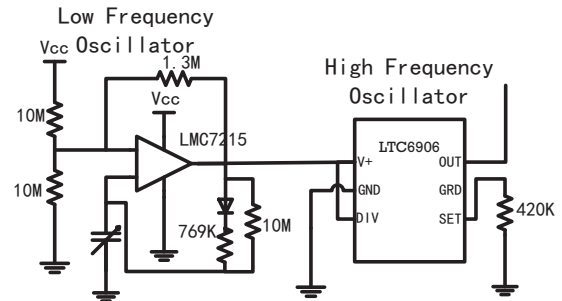 Low Frequency
Oscillator
Vcc
1.3M
10M
Vcc
LMC7215
10M
769K
10M
High Frequency
Oscillator
LTC6906
V+
OUT
GND
GRD
DIV
SET
420K